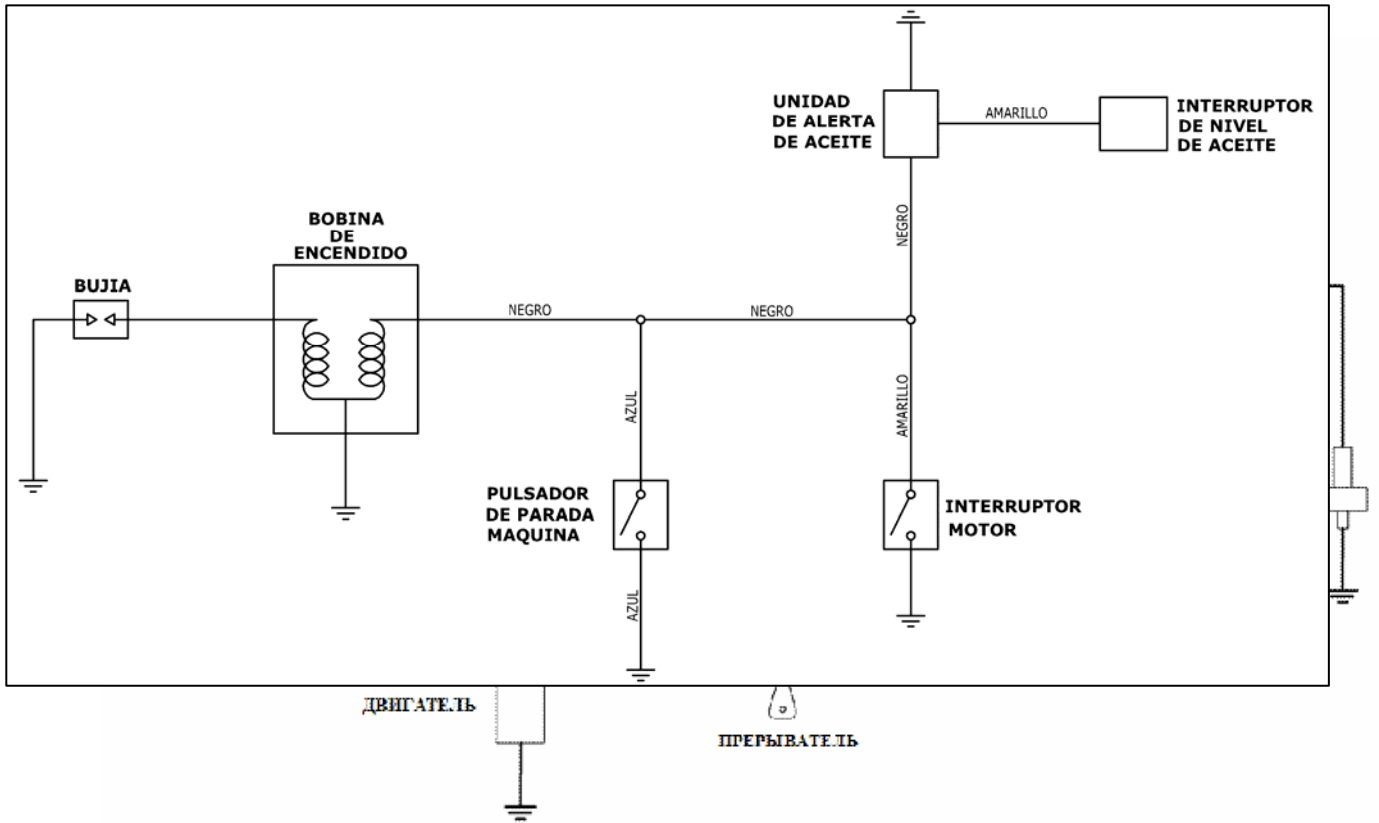 UNIDAD
DE ALERTA
DE ACEITE
AMARILLO
INTERRUPTOR
DE NIVEL
DE ACEITE
BOBINA
DE
ENCENDIDO
NEGRO
BUJIA
NEGRO
NEGRO
AZUL
AMARILLO
PULSADOR
DE PARADA
MAQUINA
INTERRUPTOR
MOTOR
AZUL
ДВИГАТЕЛЬ
ПРЕРЫВАТЕЛЬ